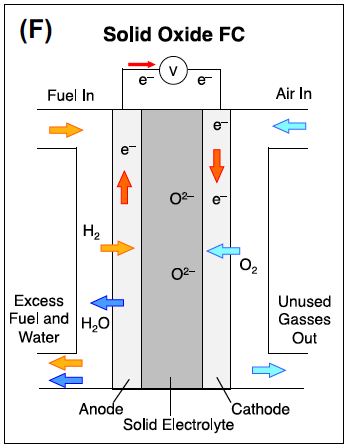 (F)
Solid Oxide FC
V
e–
e–
Fuel In
Air In
e–
e–
O2–
e–
H2
O2–
O2
H2O
Excess
Fuel and
Water
Unused
Gasses
Out
Anode
Cathode
Solid Electrolyte